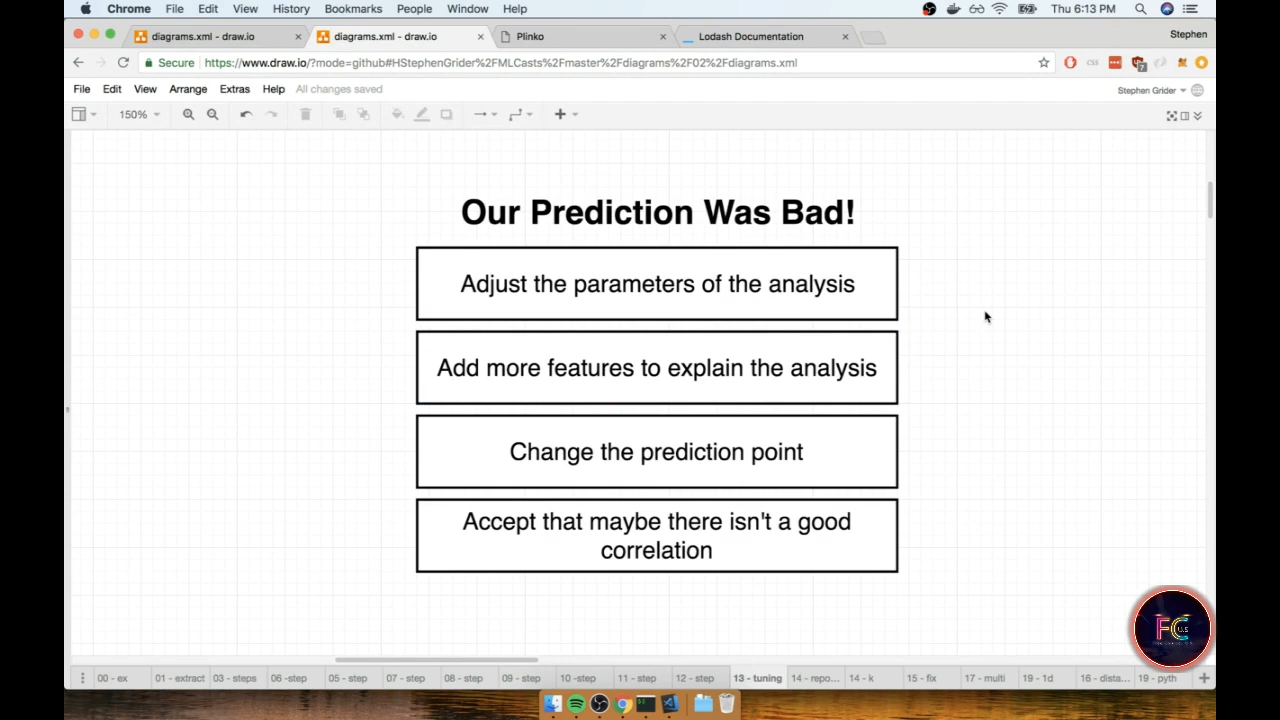 Chrome File Edit View History Bookmarks People Window Help Thu 6:13 PM
diagrams.xml - draw.io diagrams.xml - draw.io Plinko Lodash Documentation Stephen
Secure https://www.draw.io/?mode=github#HStephenGrider%2FMLCasts%2Fmaster%2Fdiagrams%2F02%2Fdiagrams.xml
File Edit View Arrange Extras Help All changes saved Stephen Grider
150%
Our Prediction Was Bad!
Adjust the parameters of the analysis
Add more features to explain the analysis
Change the prediction point
Accept that maybe there isn't a good
correlation
FC
00 - ex 01 - extract 03 - steps 06 -step 05 - step 07 - step 08 - step 09 - step 10 -step 11 - step 12 - step 13 - tuning 14 - repo... 14 - k 15 - fix 17 - multi 19 - 1d 16 - dista... 19 - pyth